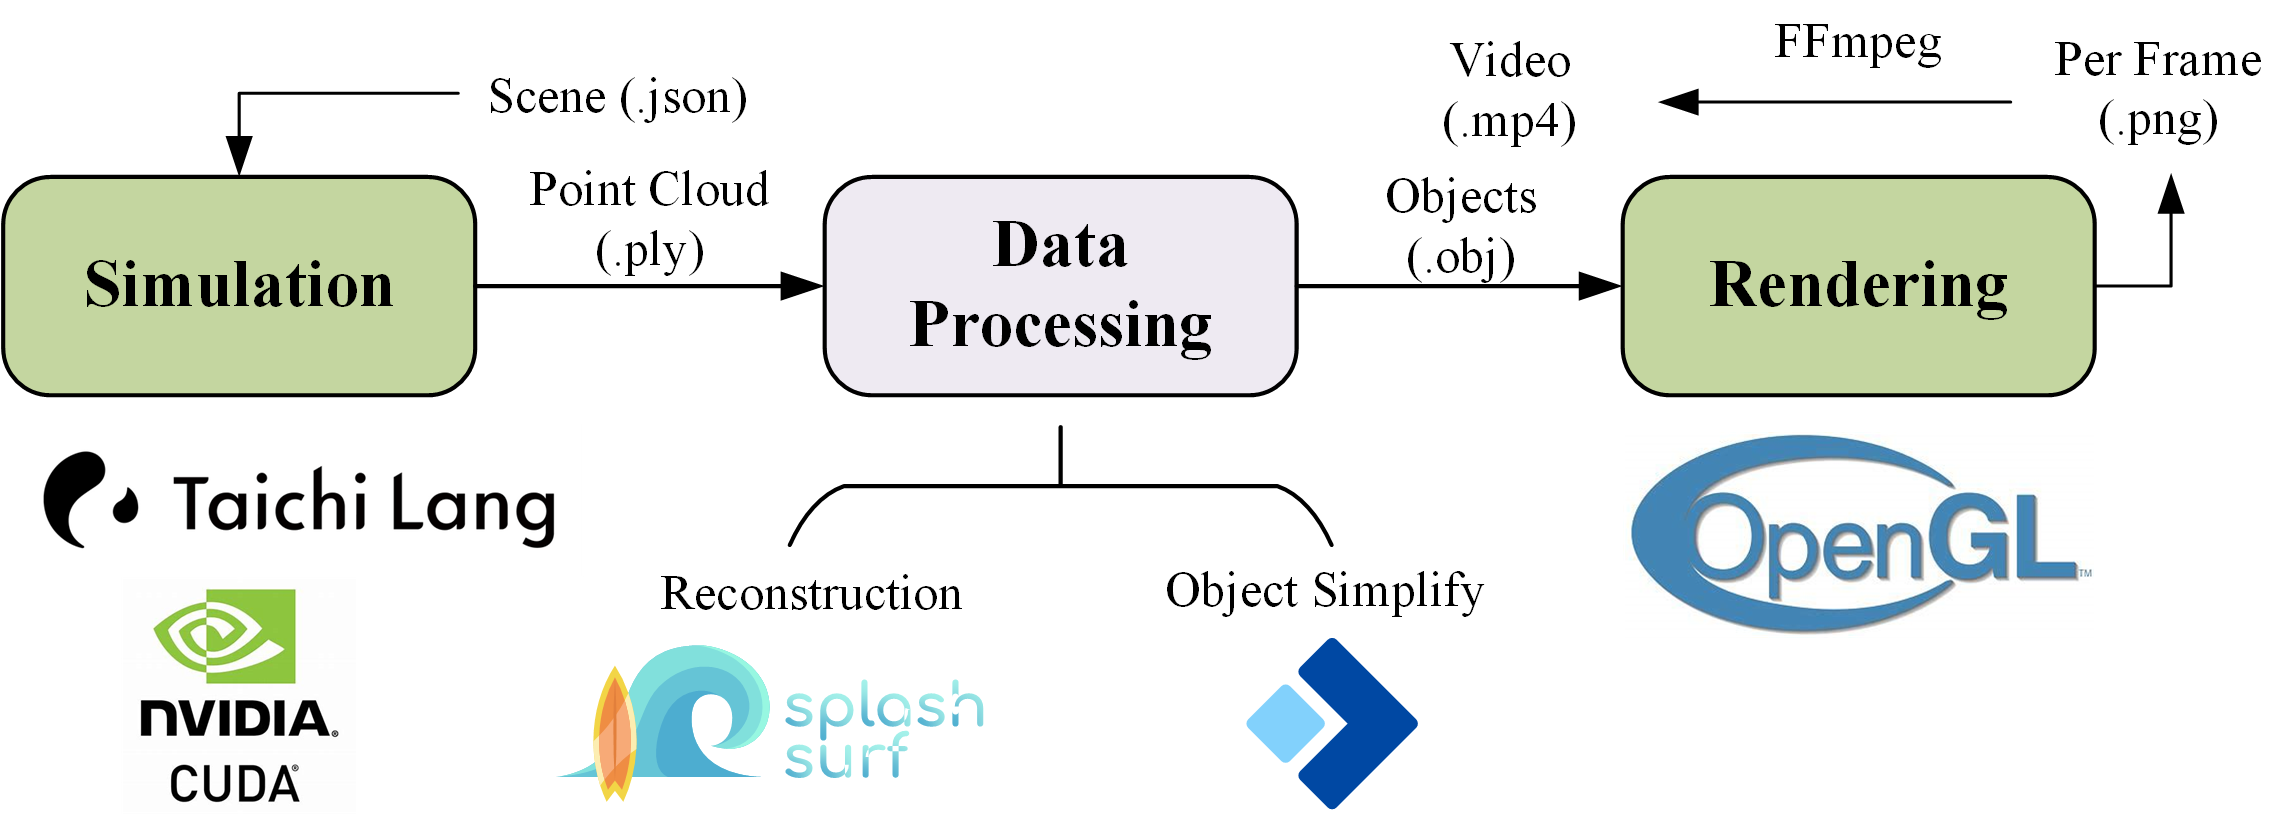 Scene (.json)
Video
(.mp4)
FFmpeg
Per Frame
(.png)
Simulation
Point Cloud
(.ply)
Data
Processing
Objects
(.obj)
Rendering
Taichi Lang
NVIDIA®
CUDA®
Reconstruction
splash
surf
Object Simplify
OpenGL™